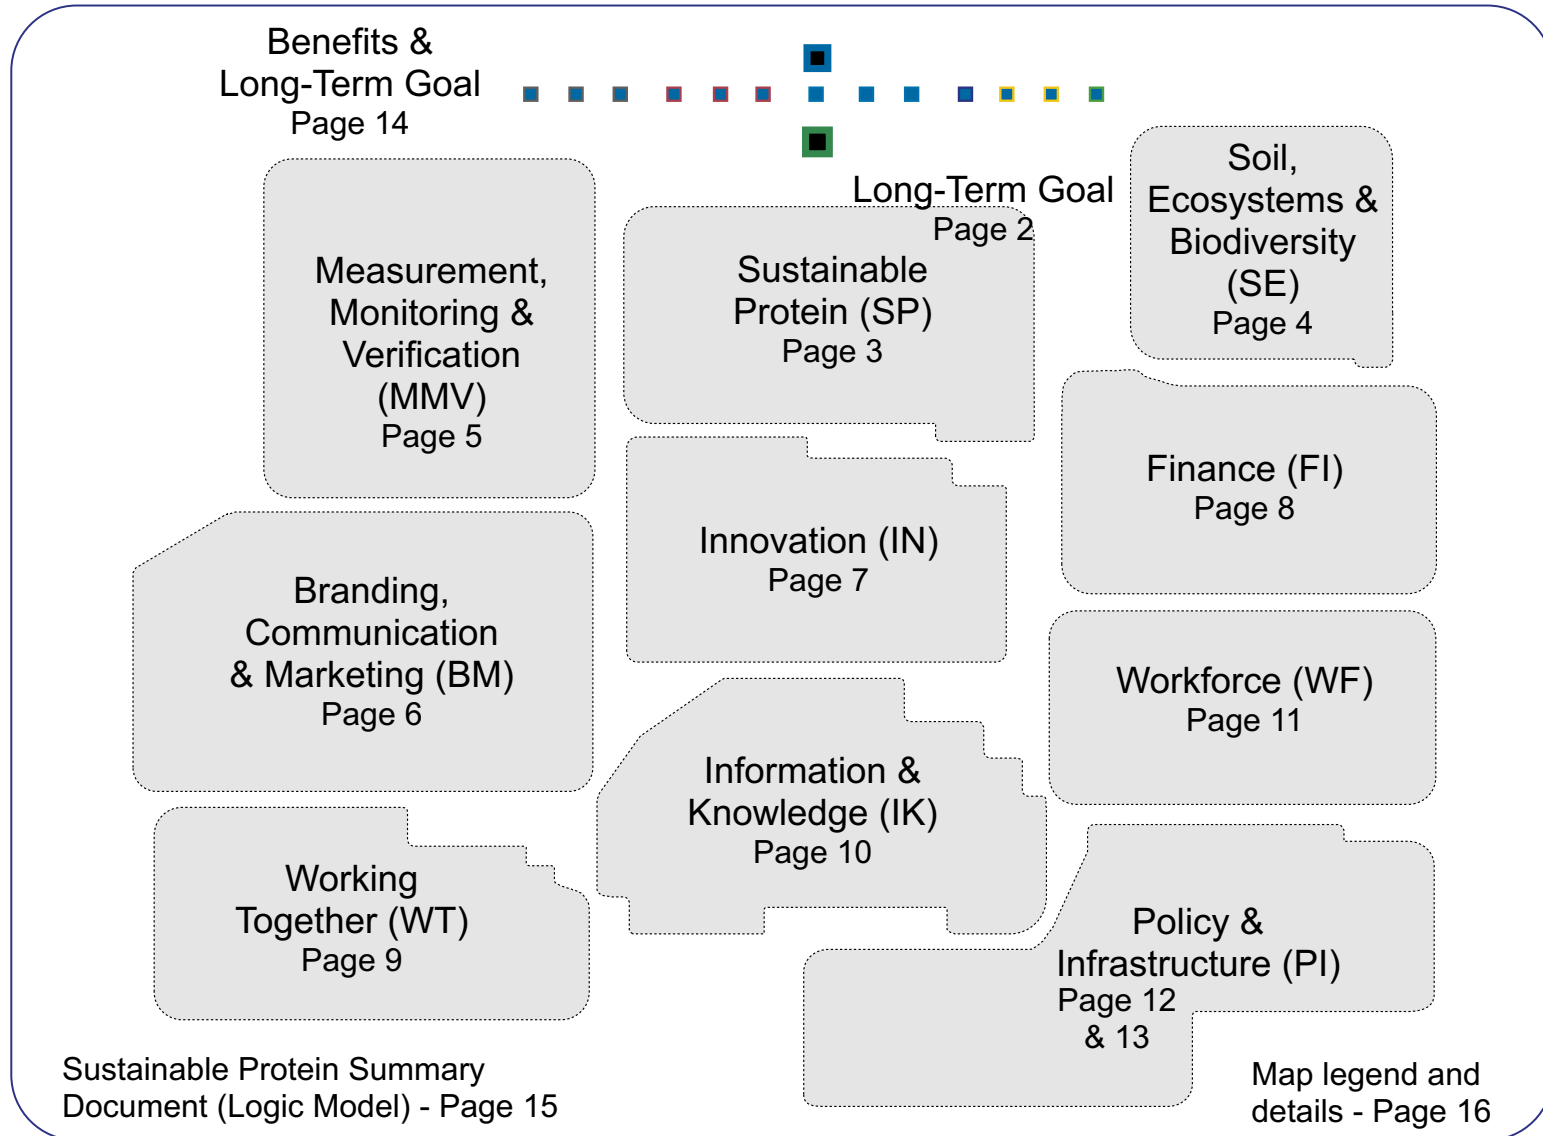 Benefits &
Long-Term Goal
Page 14
Long-Term Goal
Page 2
Soil,
Ecosystems &
Biodiversity
(SE)
Page 4
Measurement,
Monitoring &
Verification
(MMV)
Page 5
Sustainable
Protein (SP)
Page 3
Finance (FI)
Page 8
Innovation (IN)
Page 7
Branding,
Communication
& Marketing (BM)
Page 6
Workforce (WF)
Page 11
Information &
Knowledge (IK)
Page 10
Working
Together (WT)
Page 9
Policy &
Infrastructure (PI)
Page 12
& 13
Sustainable Protein Summary
Document (Logic Model) - Page 15
Map legend and
details - Page 16